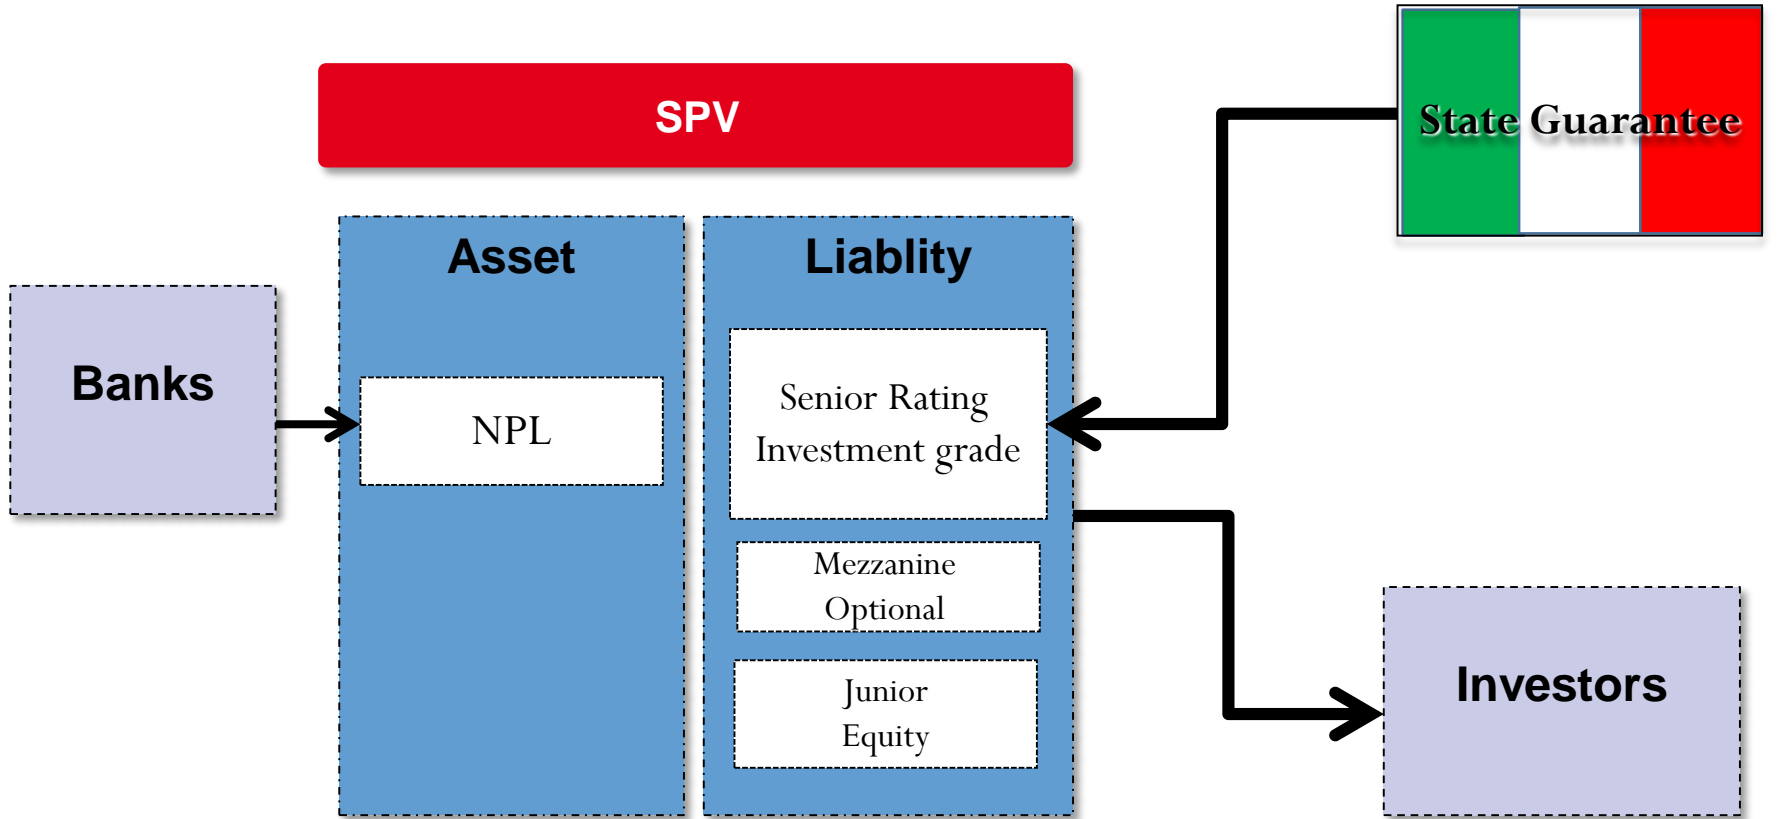 SPV
State Guarantee
Asset
Liablity
Banks
NPL
Senior Rating
Investment grade
Mezzanine
Optional
Junior
Equity
Investors